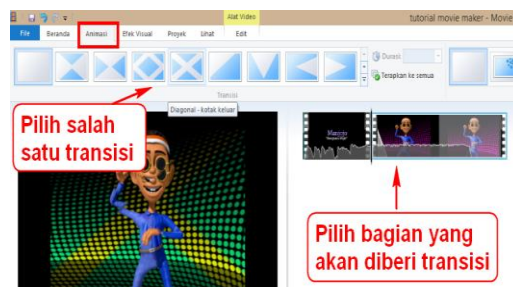 Alat Video
tutorial movie maker - Movie
File Beranda Animasi Efek Visual Proyek Lihat Edit
Durasi:
Terapkan ke semua
Transisi
Diagonal - kotak keluar
Pilih salah
satu transisi
Pilih bagian yang
akan diberi transisi